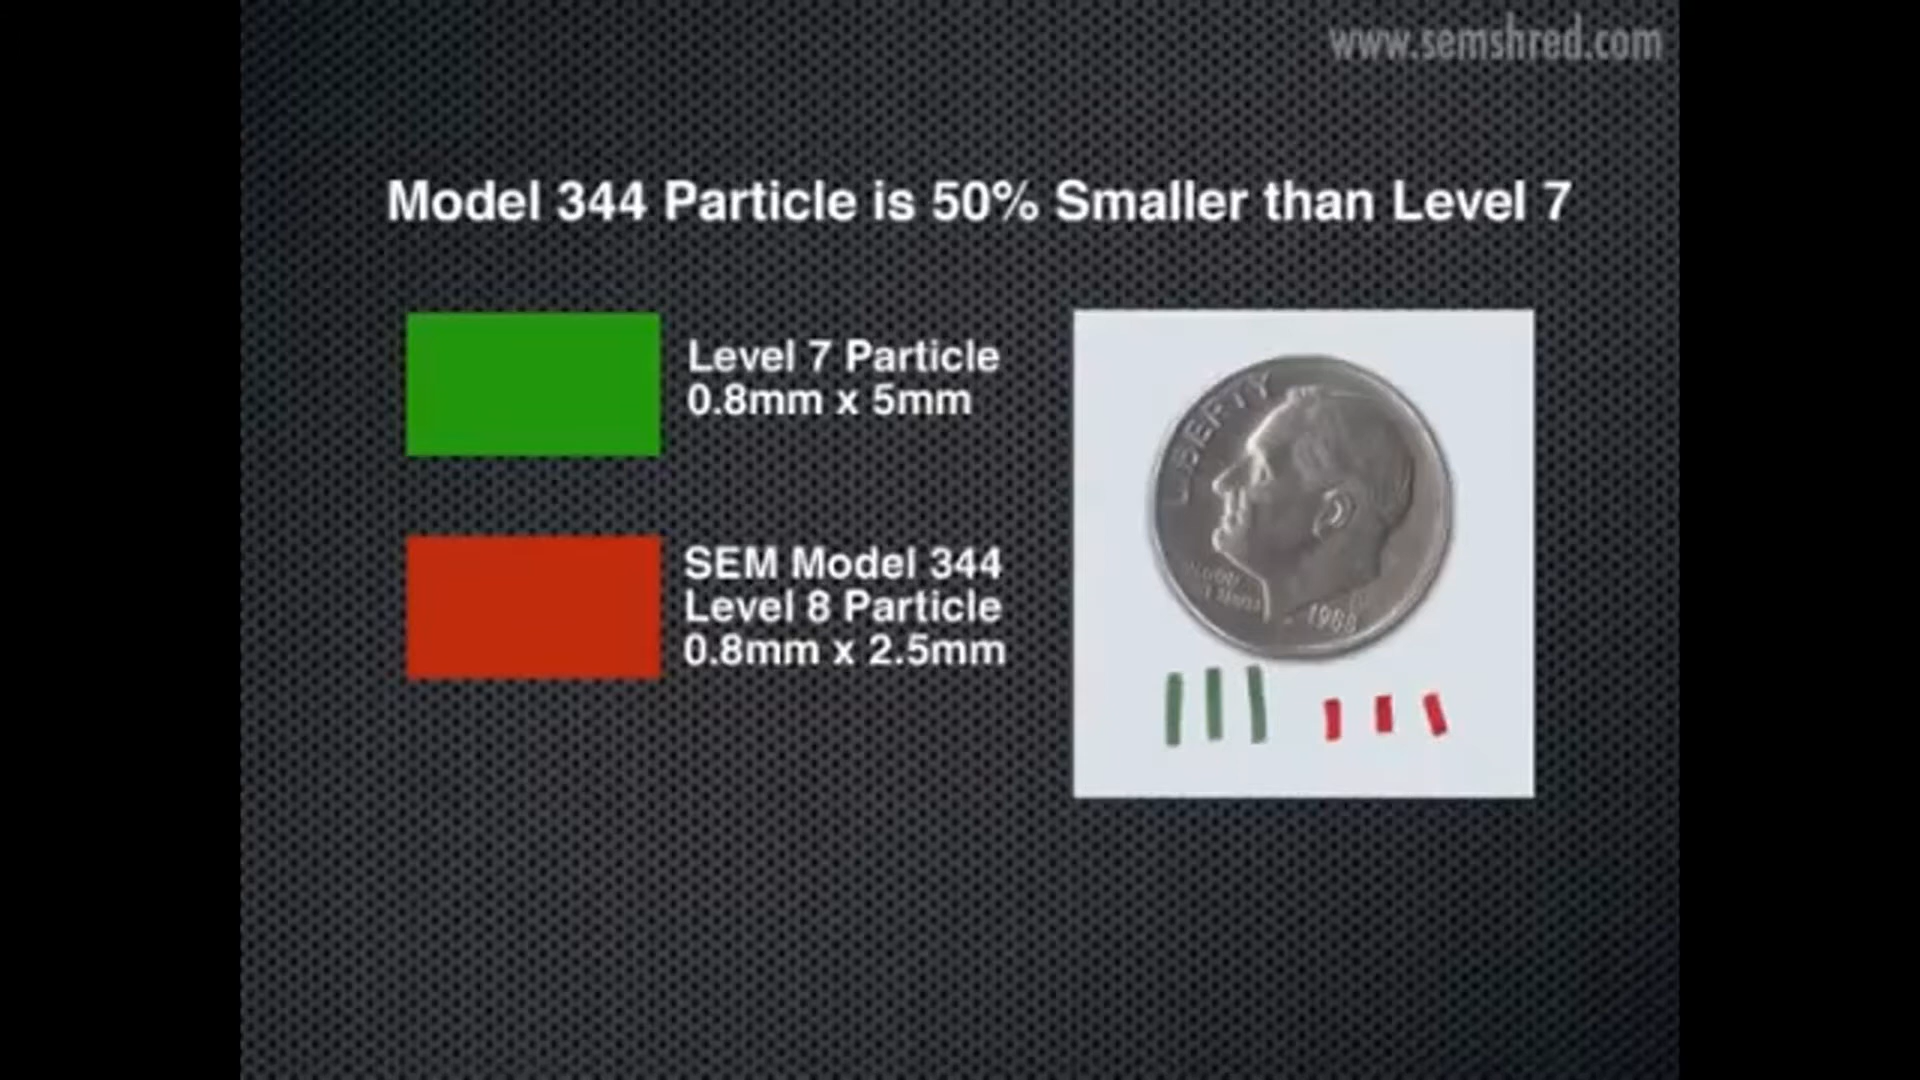 www.semshred.com
Model 344 Particle is 50% Smaller than Level 7
Level 7 Particle
0.8mm x 5mm
SEM Model 344
Level 8 Particle
0.8mm x 2.5mm
LIBERTY
1988